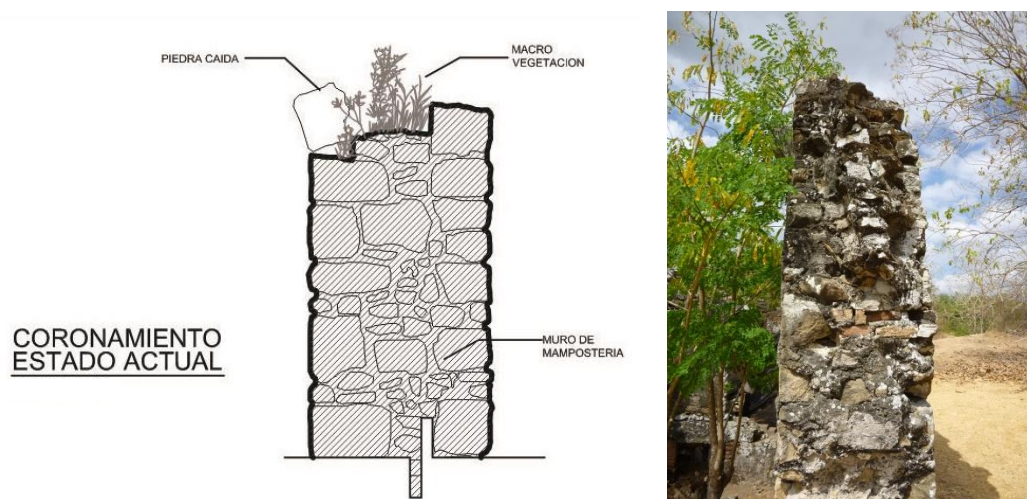 PIEDRA CAIDA
MACRO
VEGETACION
CORONAMIENTO
ESTADO ACTUAL
MURO DE
MAMPOSTERIA